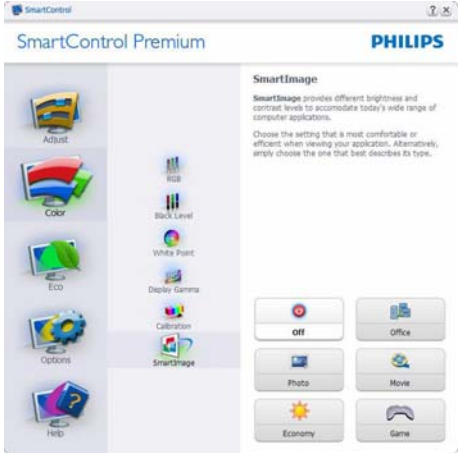 SmartControl
SmartControl Premium
PHILIPS
Adjust
Color
Eco
Options
Help
RGB
Black Level
White Point
Display Gamma
Calibration
SmartImage
SmartImage
SmartImage provides different brightness and
contrast levels to accomodate today's wide range of
computer applications.
Choose the setting that is most comfortable or
efficient when viewing your application. Alternatively,
simply choose the one that best describes its type.
Off
Office
Photo
Movie
Economy
Game